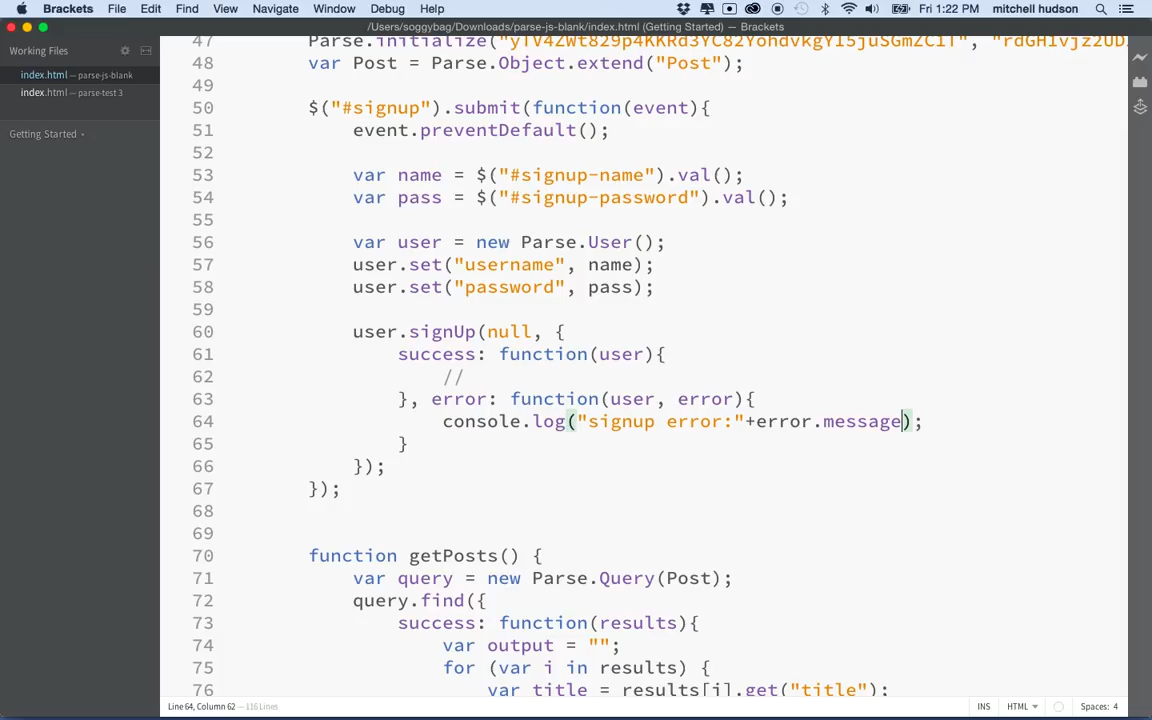 Brackets File Edit Find View Navigate Window Debug Help Fri 1:22 PM mitchell hudson
/Users/soggybag/Downloads/parse-js-blank/index.html (Getting Started) — Brackets
Working Files
index.html — parse-js-blank
index.html — parse-test 3
Getting Started
47 Parse.initialize("
48 var Post = Parse.Object.extend("Post");
49
50 $("#signup").submit(function(event){
51 event.preventDefault();
52
53 var name = $("#signup-name").val();
54 var pass = $("#signup-password").val();
55
56 var user = new Parse.User();
57 user.set("username", name);
58 user.set("password", pass);
59
60 user.signUp(null, {
61 success: function(user){
62 //
63 }, error: function(user, error){
64 console.log("signup error:"+error.message);
65 }
66 });
67 });
68
69
70 function getPosts() {
71 var query = new Parse.Query(Post);
72 query.find({
73 success: function(results){
74 var output = "";
75 for (var i in results) {
76 var title = results[i].get("title");
Line 64, Column 62 — 116 Lines
INS HTML Spaces: 4